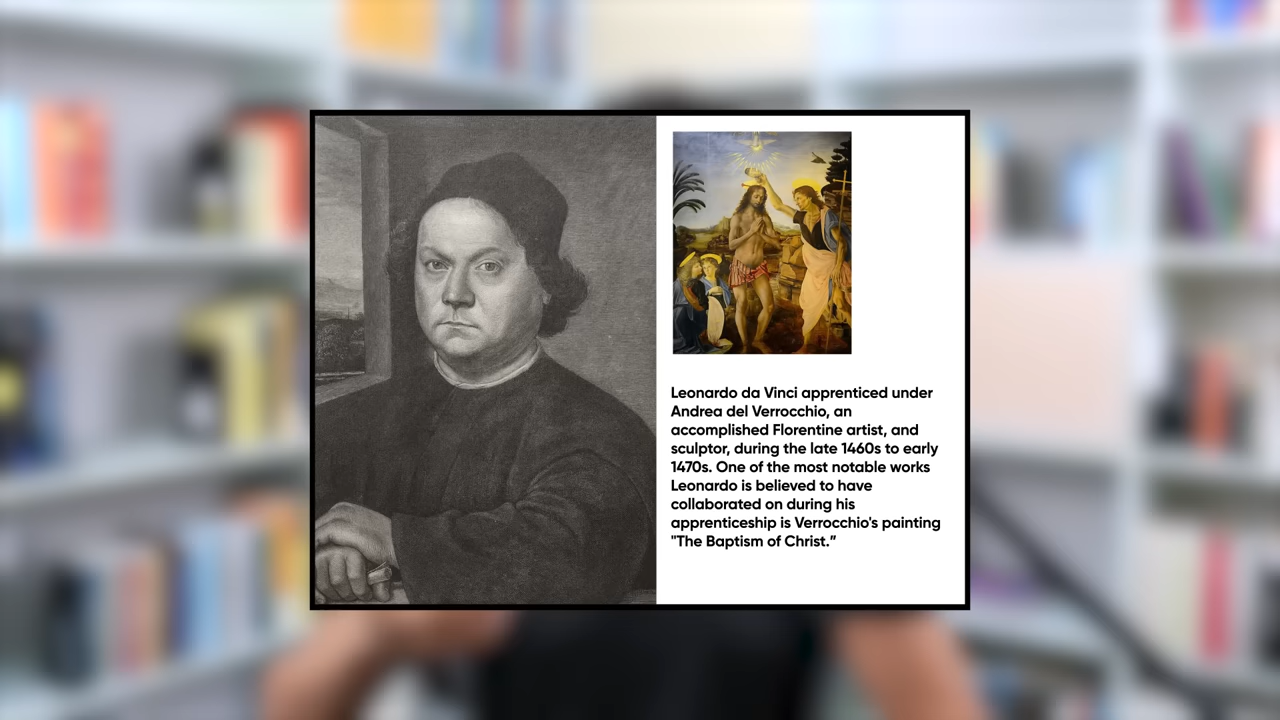 Leonardo da Vinci apprenticed under
Andrea del Verrocchio, an
accomplished Florentine artist, and
sculptor, during the late 1460s to early
1470s. One of the most notable works
Leonardo is believed to have
collaborated on during his
apprenticeship is Verrocchio's painting
"The Baptism of Christ.”